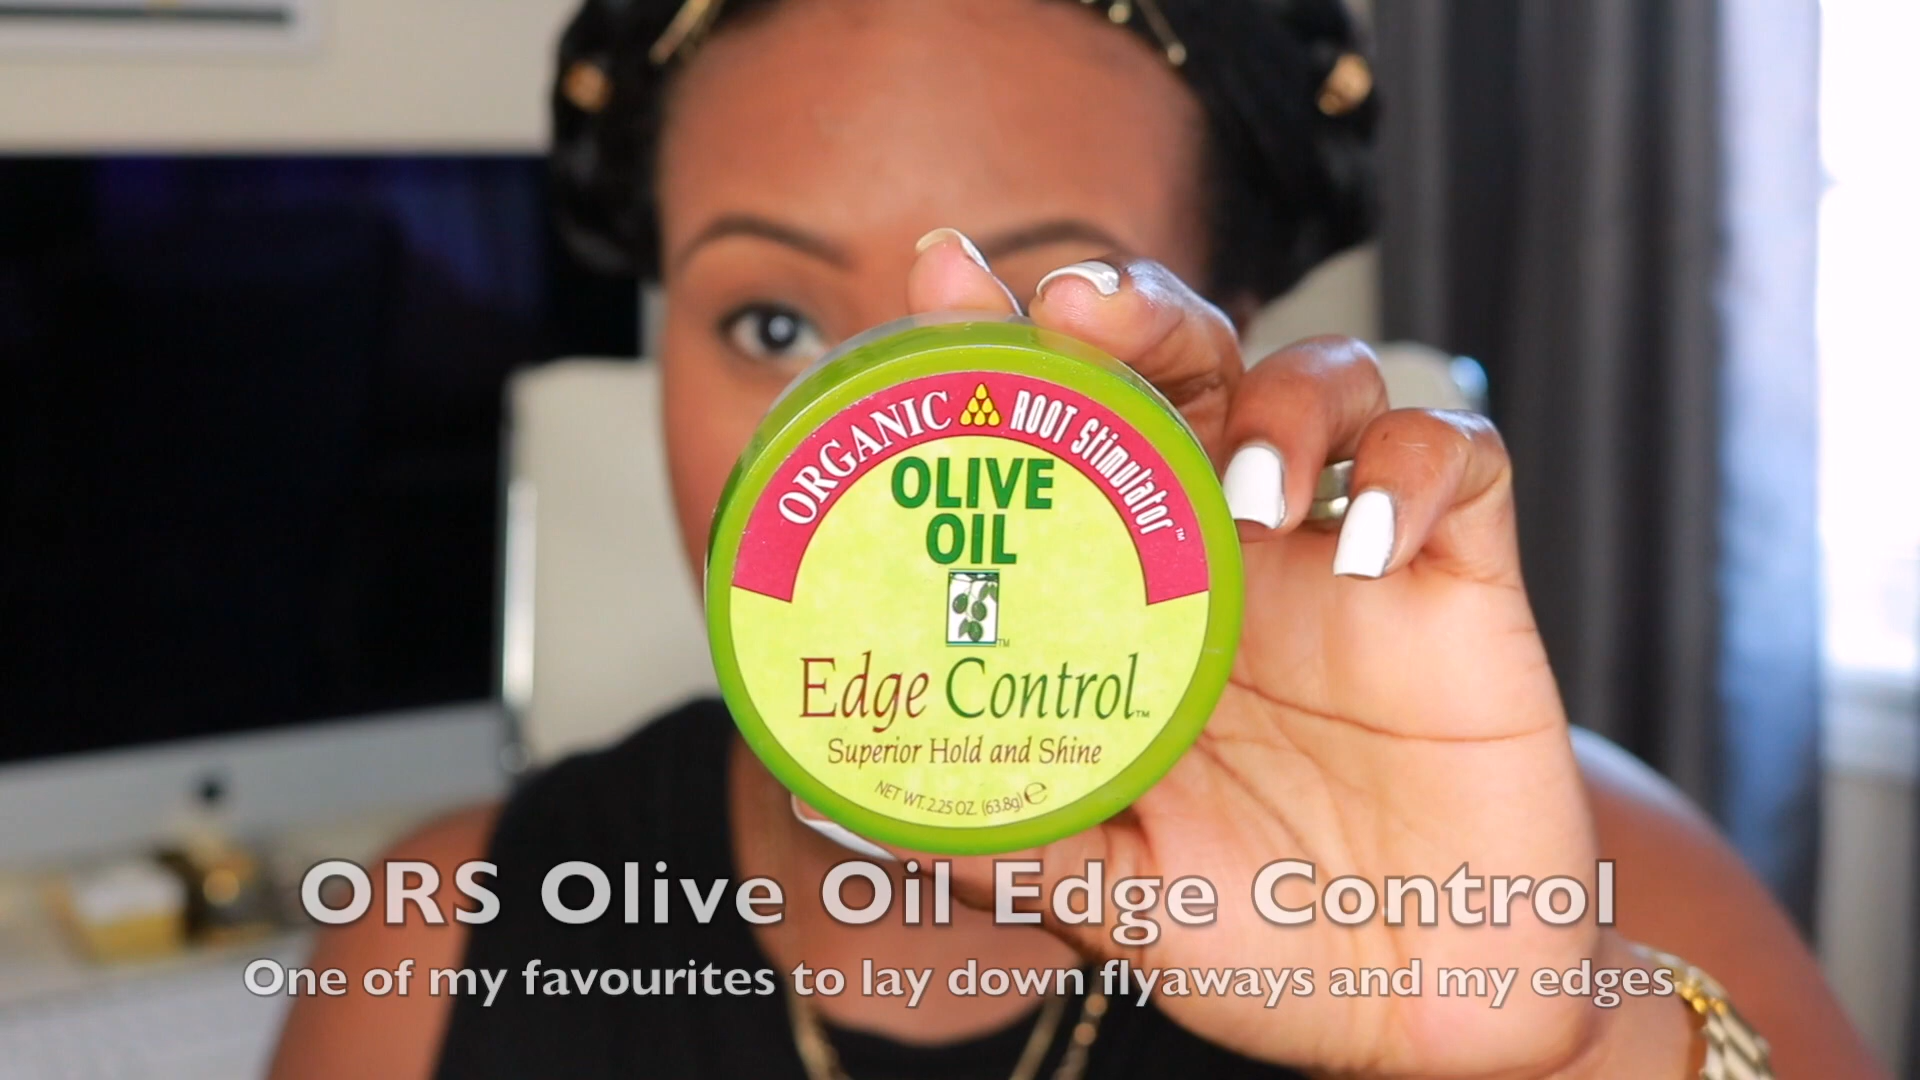 ORGANIC ROOT Stimulator™
OLIVE
OIL
™
Edge Control™
Superior Hold and Shine
NET WT. 2.25 OZ. (63.8g) ℮
ORS Olive Oil Edge Control
One of my favourites to lay down flyaways and my edges